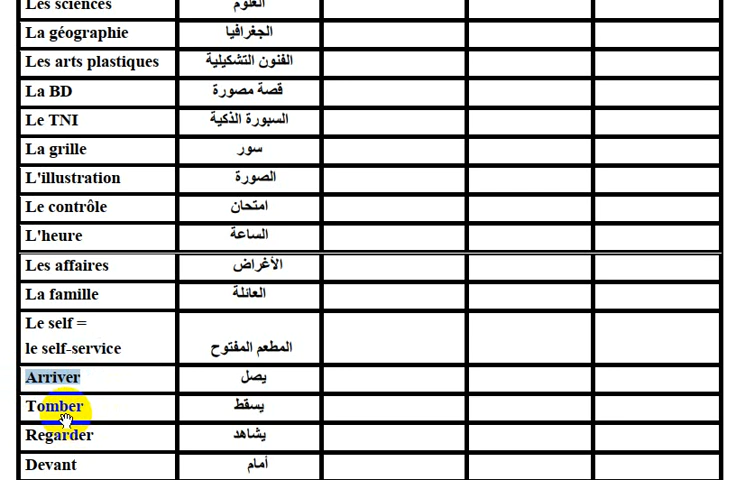 Les sciences العلوم
La géographie الجغرافيا
Les arts plastiques الفنون التشكيلية
La BD قصة مصورة
Le TNI السبورة الذكية
La grille سور
L'illustration الصورة
Le contrôle امتحان
L'heure الساعة
Les affaires الأغراض
La famille العائلة
Le self =
le self-service المطعم المفتوح
Arriver يصل
Tomber يسقط
Regarder يشاهد
Devant أمام